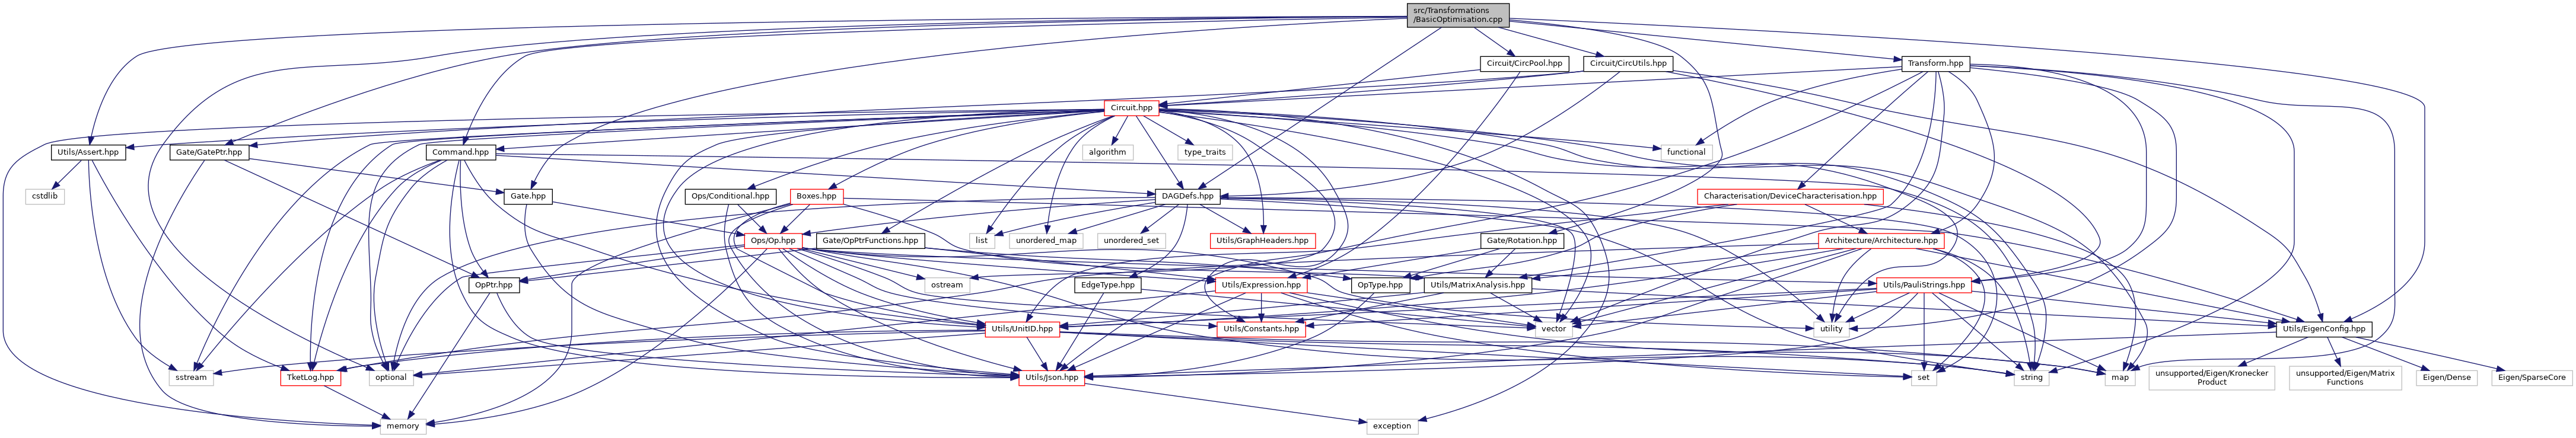 src/Transformations
/BasicOptimisation.cpp
Circuit/CircPool.hpp
Circuit/CircUtils.hpp
Transform.hpp
Circuit.hpp
Utils/Assert.hpp
Gate/GatePtr.hpp
Command.hpp
algorithm
type_traits
functional
cstdlib
Gate.hpp
Ops/Conditional.hpp
Boxes.hpp
DAGDefs.hpp
Characterisation/DeviceCharacterisation.hpp
Ops/Op.hpp
Gate/OpPtrFunctions.hpp
list
unordered_map
unordered_set
Utils/GraphHeaders.hpp
Gate/Rotation.hpp
Architecture/Architecture.hpp
OpPtr.hpp
ostream
EdgeType.hpp
Utils/Expression.hpp
OpType.hpp
Utils/MatrixAnalysis.hpp
Utils/PauliStrings.hpp
Utils/UnitID.hpp
Utils/Constants.hpp
vector
utility
Utils/EigenConfig.hpp
sstream
TketLog.hpp
optional
Utils/Json.hpp
set
string
map
unsupported/Eigen/Kronecker
Product
unsupported/Eigen/Matrix
Functions
Eigen/Dense
Eigen/SparseCore
memory
exception